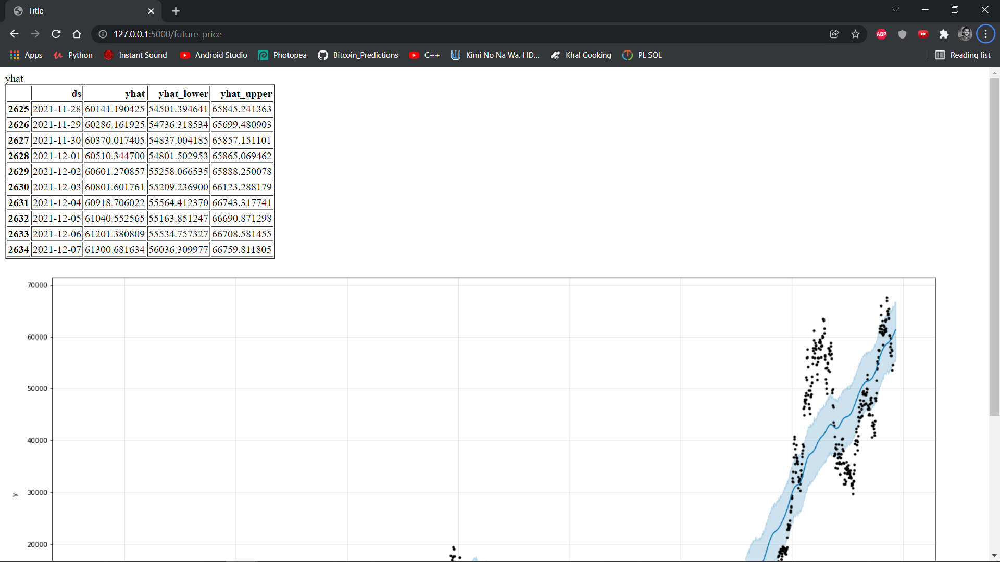 Title
127.0.0.1:5000/future_price
ABP
Apps Python Instant Sound Android Studio Photopea Bitcoin_Predictions C++ Kimi No Na Wa. HD... Khal Cooking PL SQL Reading list
yhat
ds yhat yhat_lower yhat_upper
2625 2021-11-28 60141.190425 54501.394641 65845.241363
2626 2021-11-29 60286.161925 54736.318534 65699.480903
2627 2021-11-30 60370.017405 54837.004185 65857.151101
2628 2021-12-01 60510.344700 54801.502953 65865.069462
2629 2021-12-02 60601.270857 55258.066535 65888.250078
2630 2021-12-03 60801.601761 55209.236900 66123.288179
2631 2021-12-04 60918.706022 55564.412370 66743.317741
2632 2021-12-05 61040.552565 55163.851247 66690.871298
2633 2021-12-06 61201.380809 55534.757327 66708.581455
2634 2021-12-07 61300.681634 56036.309977 66759.811805
70000
60000
50000
40000
30000
y
20000